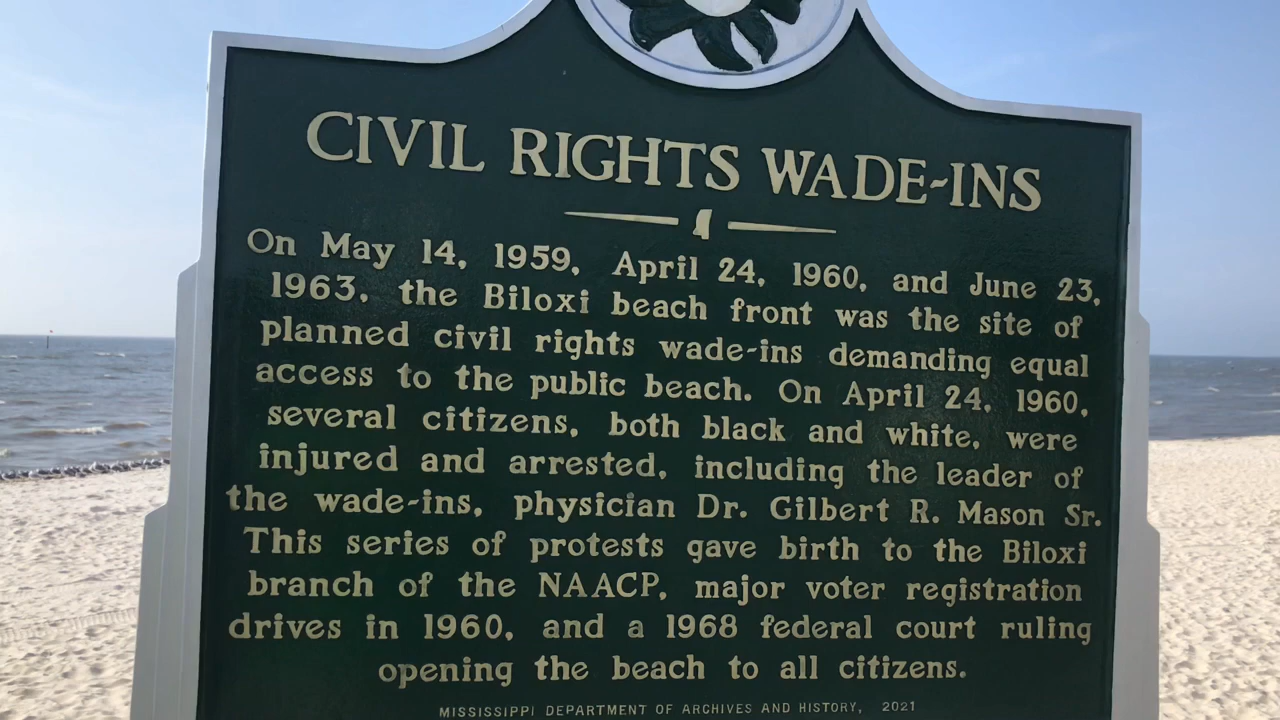 CIVIL RIGHTS WADE-INS
On May 14, 1959, April 24, 1960, and June 23,
1963, the Biloxi beach front was the site of
planned civil rights wade-ins demanding equal
access to the public beach. On April 24, 1960,
several citizens, both black and white, were
injured and arrested, including the leader of
the wade-ins, physician Dr. Gilbert R. Mason Sr.
This series of protests gave birth to the Biloxi
branch of the NAACP, major voter registration
drives in 1960, and a 1968 federal court ruling
opening the beach to all citizens.
MISSISSIPPI DEPARTMENT OF ARCHIVES AND HISTORY, 2021